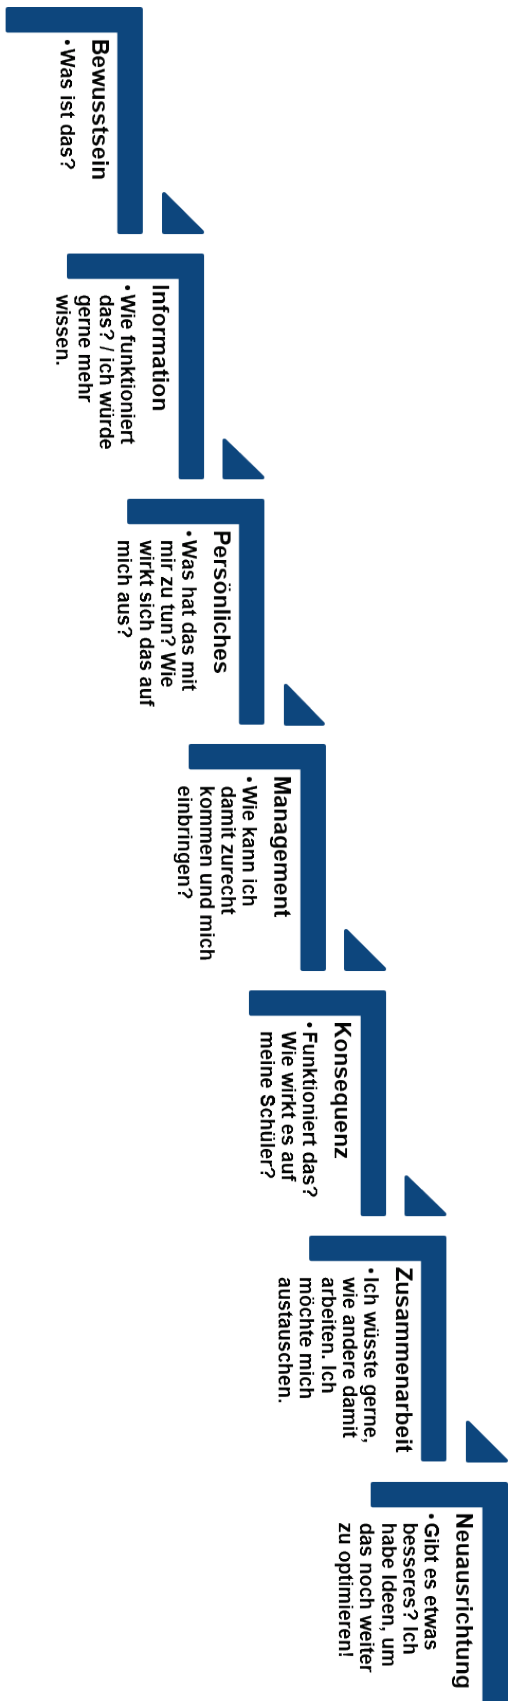 Bewusstsein
•Was ist das?
Information
•Wie funktioniert
das? / ich würde
gerne mehr
wissen.
Persönliches
•Was hat das mit
mir zu tun? Wie
wirkt sich das auf
mich aus?
Management
•Wie kann ich
damit zurecht
kommen und mich
einbringen?
Konsequenz
•Funktioniert das?
Wie wirkt es auf
meine Schüler?
Zusammenarbeit
•Ich wüsste gerne,
wie andere damit
arbeiten. Ich
möchte mich
austauschen.
Neuausrichtung
•Gibt es etwas
besseres? Ich
habe Ideen, um
das noch weiter
zu optimieren!